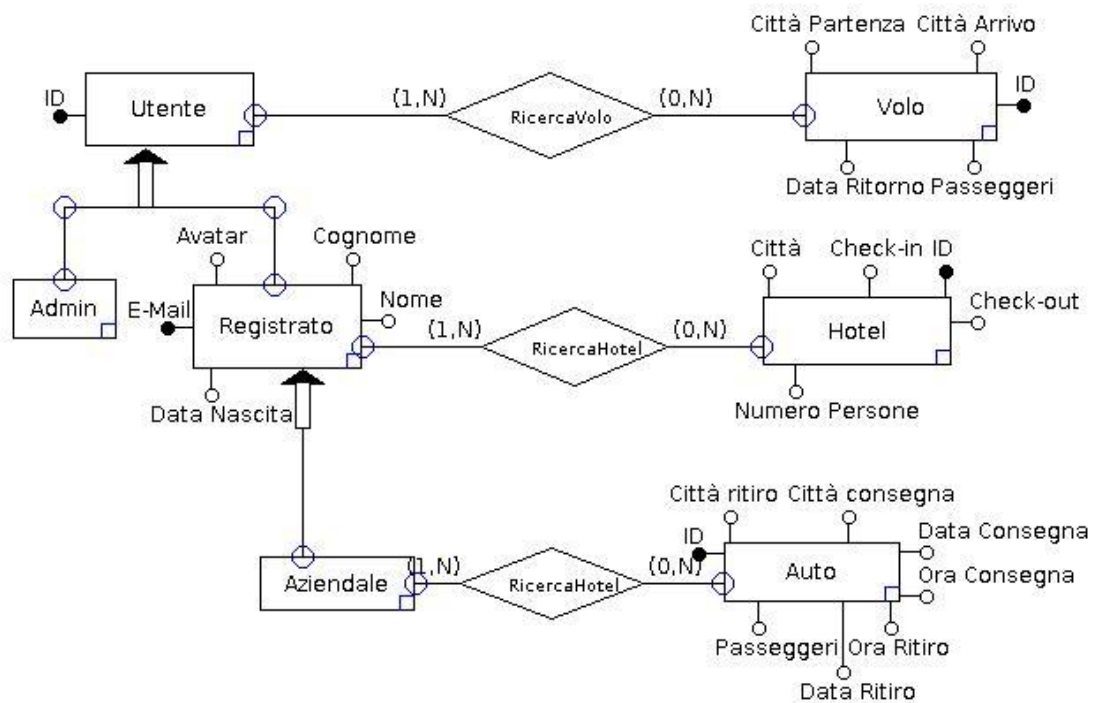 Città Partenza Città Arrivo
ID
Utente
(1,N)
RicercaVolo
(0,N)
Volo
ID
Data Ritorno Passeggeri
Avatar
Cognome
Admin
E-Mail
Registrato
Nome
Data Nascita
(1,N)
RicercaHotel
(0,N)
Città
Check-in
ID
Check-out
Hotel
Numero Persone
Città ritiro
Città consegna
ID
Data Consegna
Aziendale
(1,N)
RicercaHotel
(0,N)
Auto
Ora Consegna
Passeggeri
Ora Ritiro
Data Ritiro